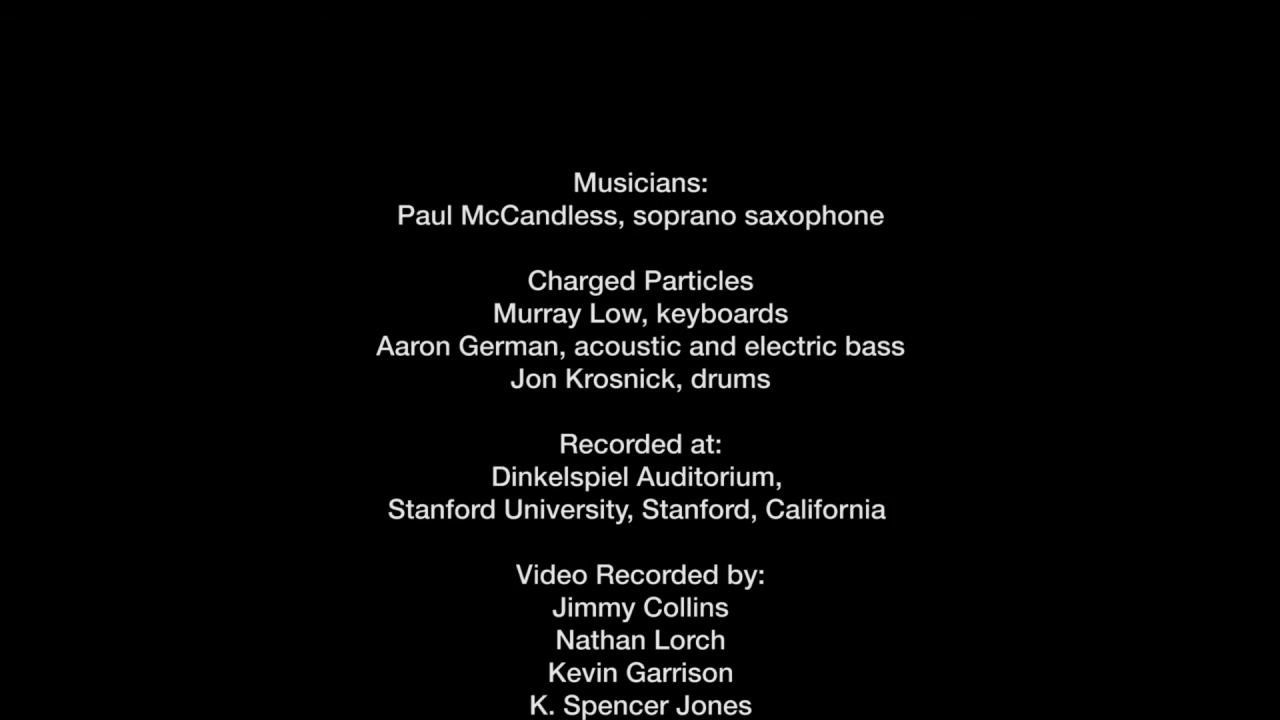 Musicians:
Paul McCandless, soprano saxophone
Charged Particles
Murray Low, keyboards
Aaron German, acoustic and electric bass
Jon Krosnick, drums
Recorded at:
Dinkelspiel Auditorium,
Stanford University, Stanford, California
Video Recorded by:
Jimmy Collins
Nathan Lorch
Kevin Garrison
K. Spencer Jones